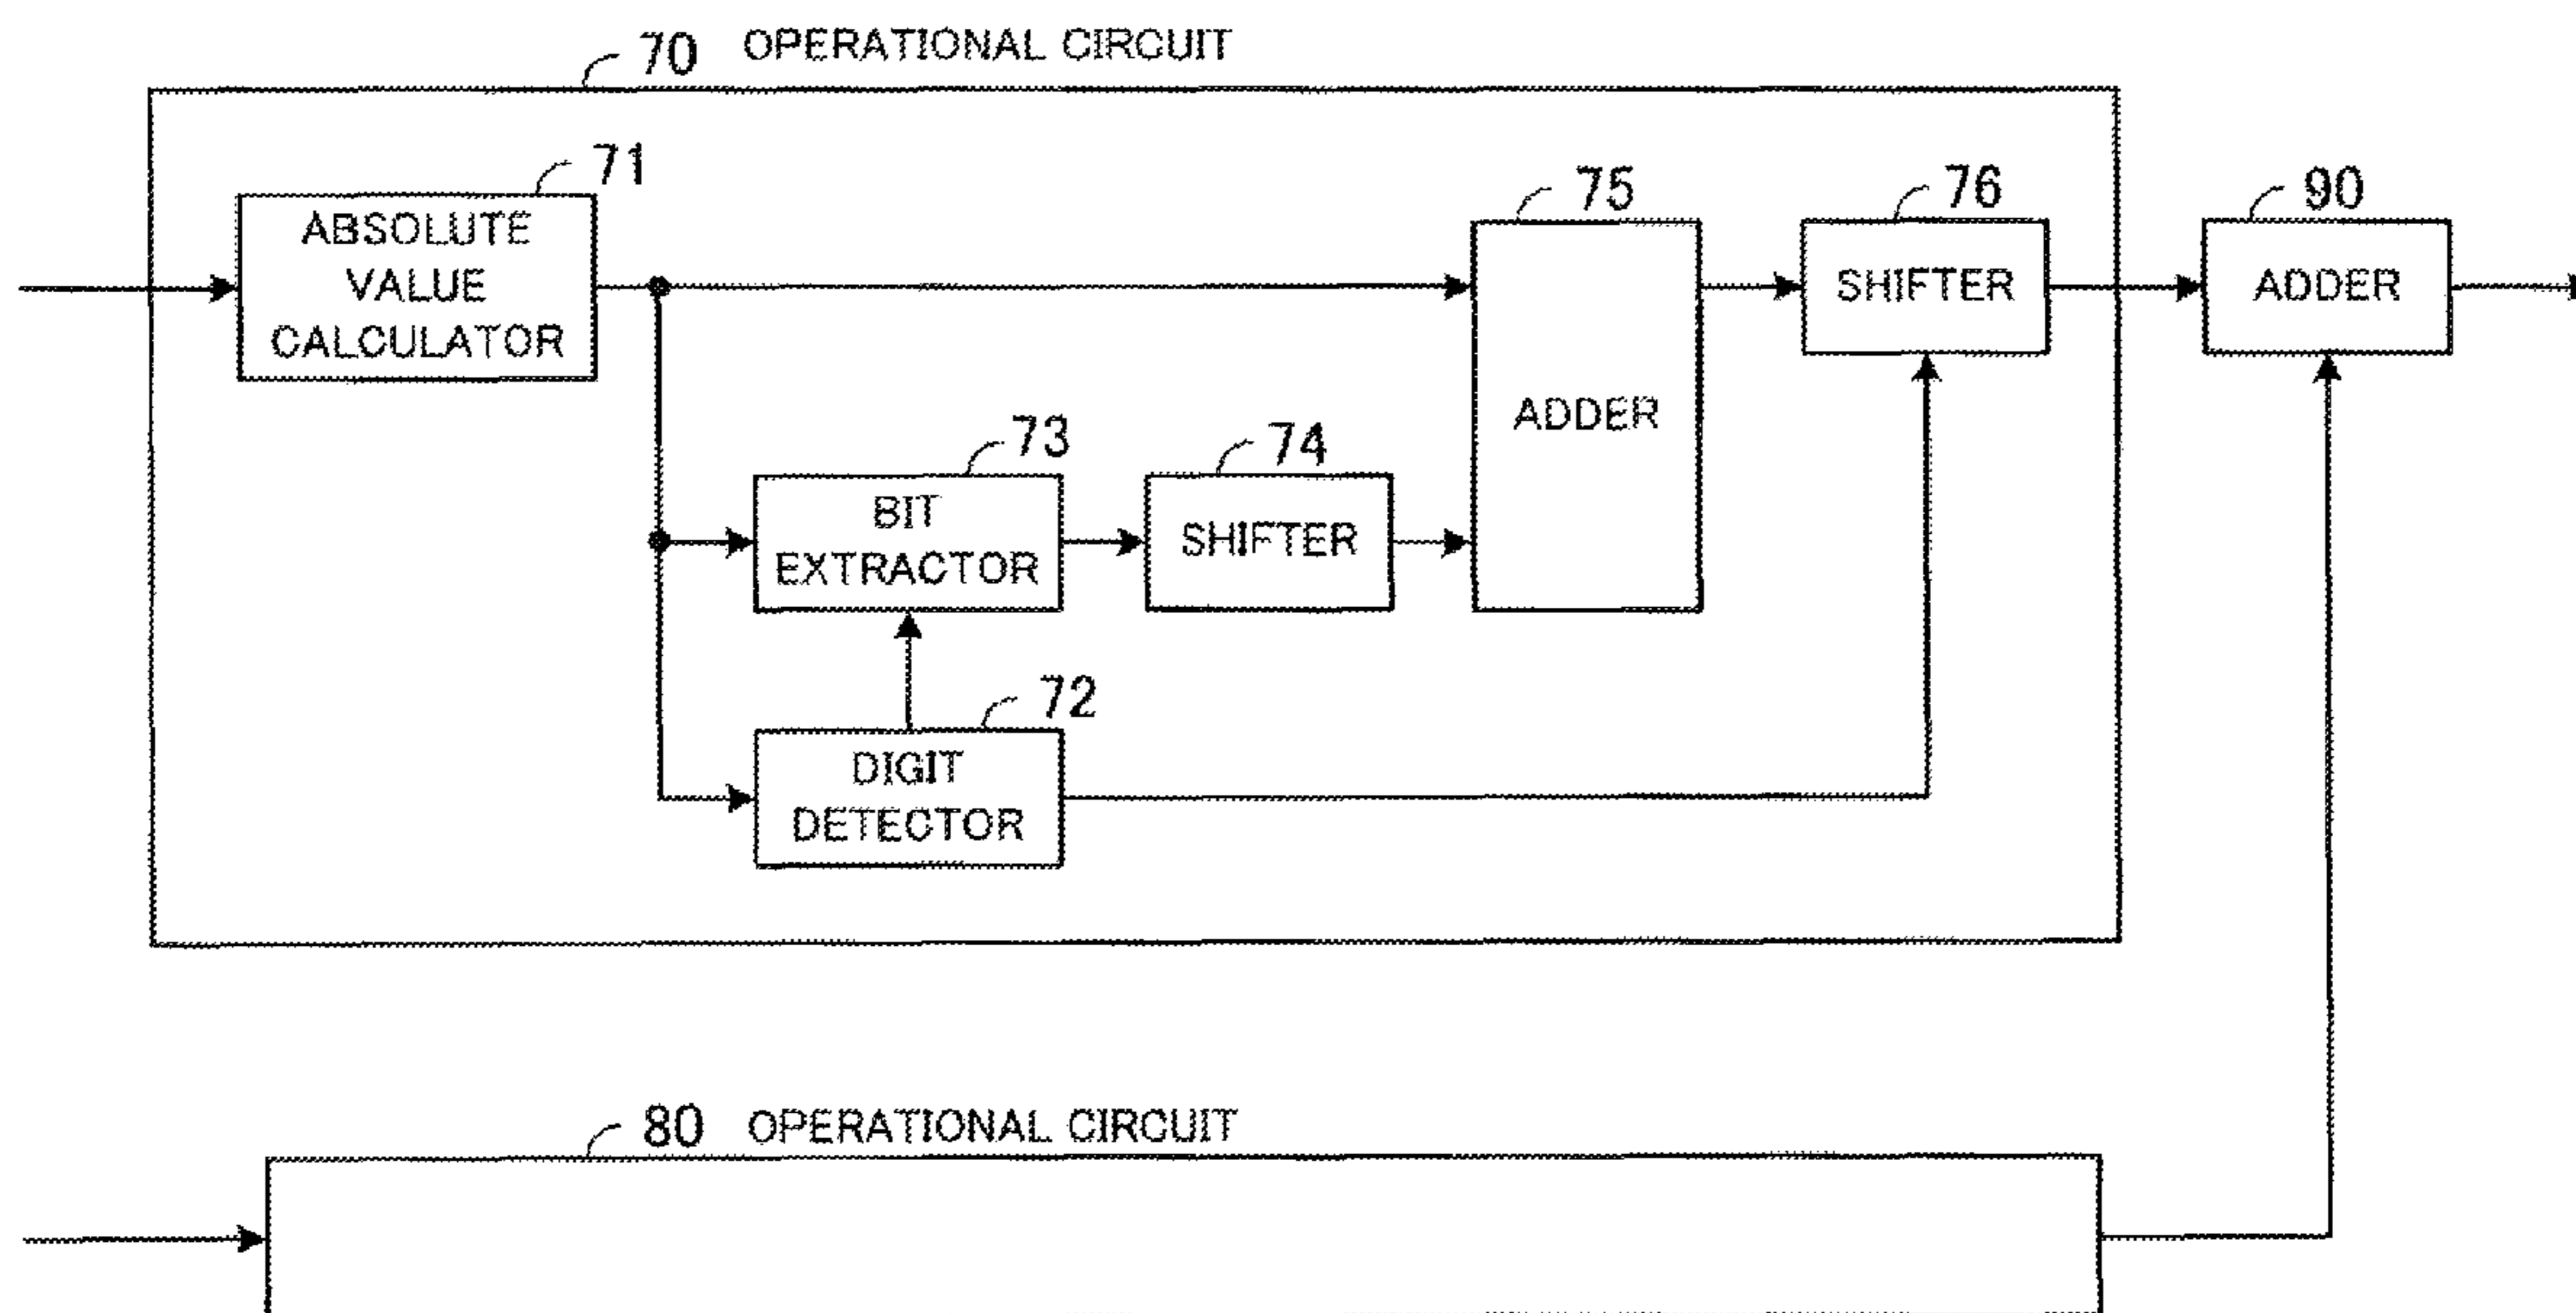 70 OPERATIONAL CIRCUIT
71
ABSOLUTE
VALUE
CALCULATOR
75
ADDER
76
SHIFTER
90
ADDER
73
BIT
EXTRACTOR
74
SHIFTER
72
DIGIT
DETECTOR
80 OPERATIONAL CIRCUIT